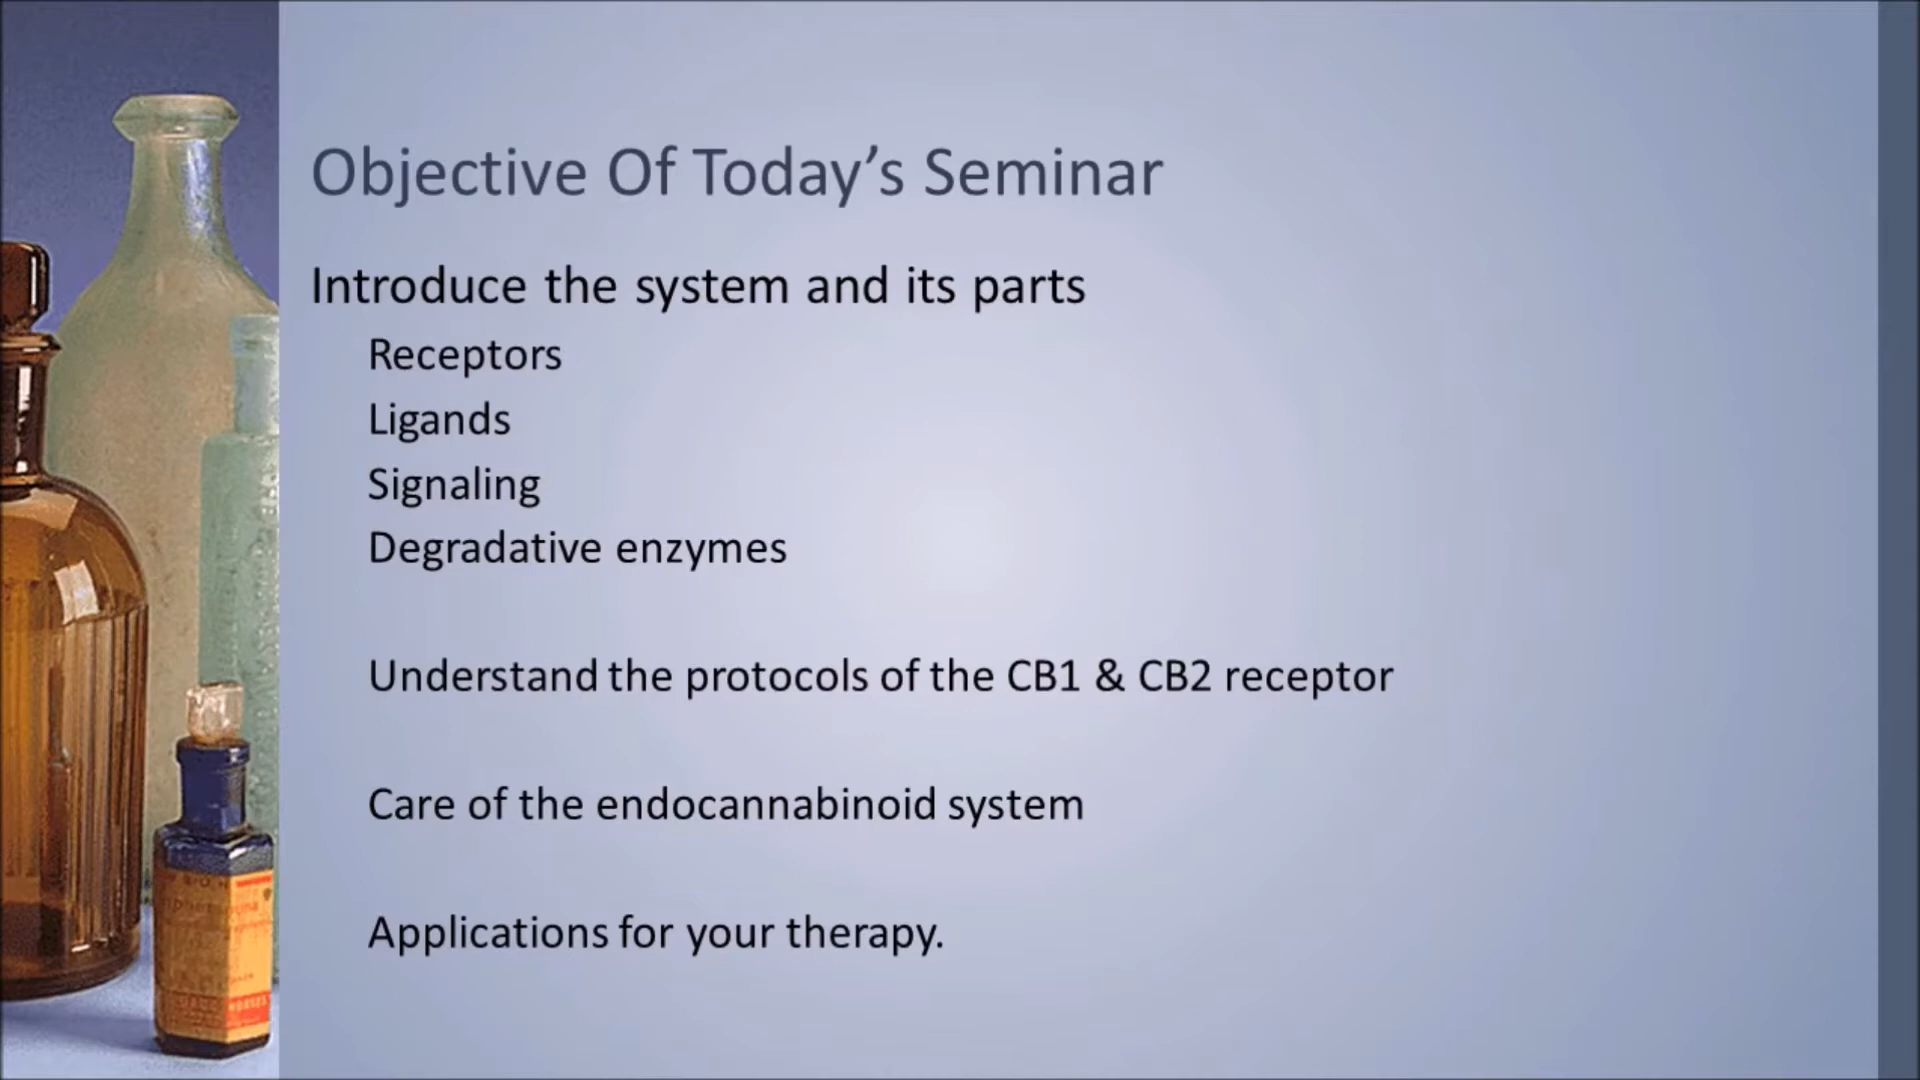 Objective Of Today’s Seminar
Introduce the system and its parts
Receptors
Ligands
Signaling
Degradative enzymes
Understand the protocols of the CB1 & CB2 receptor
Care of the endocannabinoid system
Applications for your therapy.